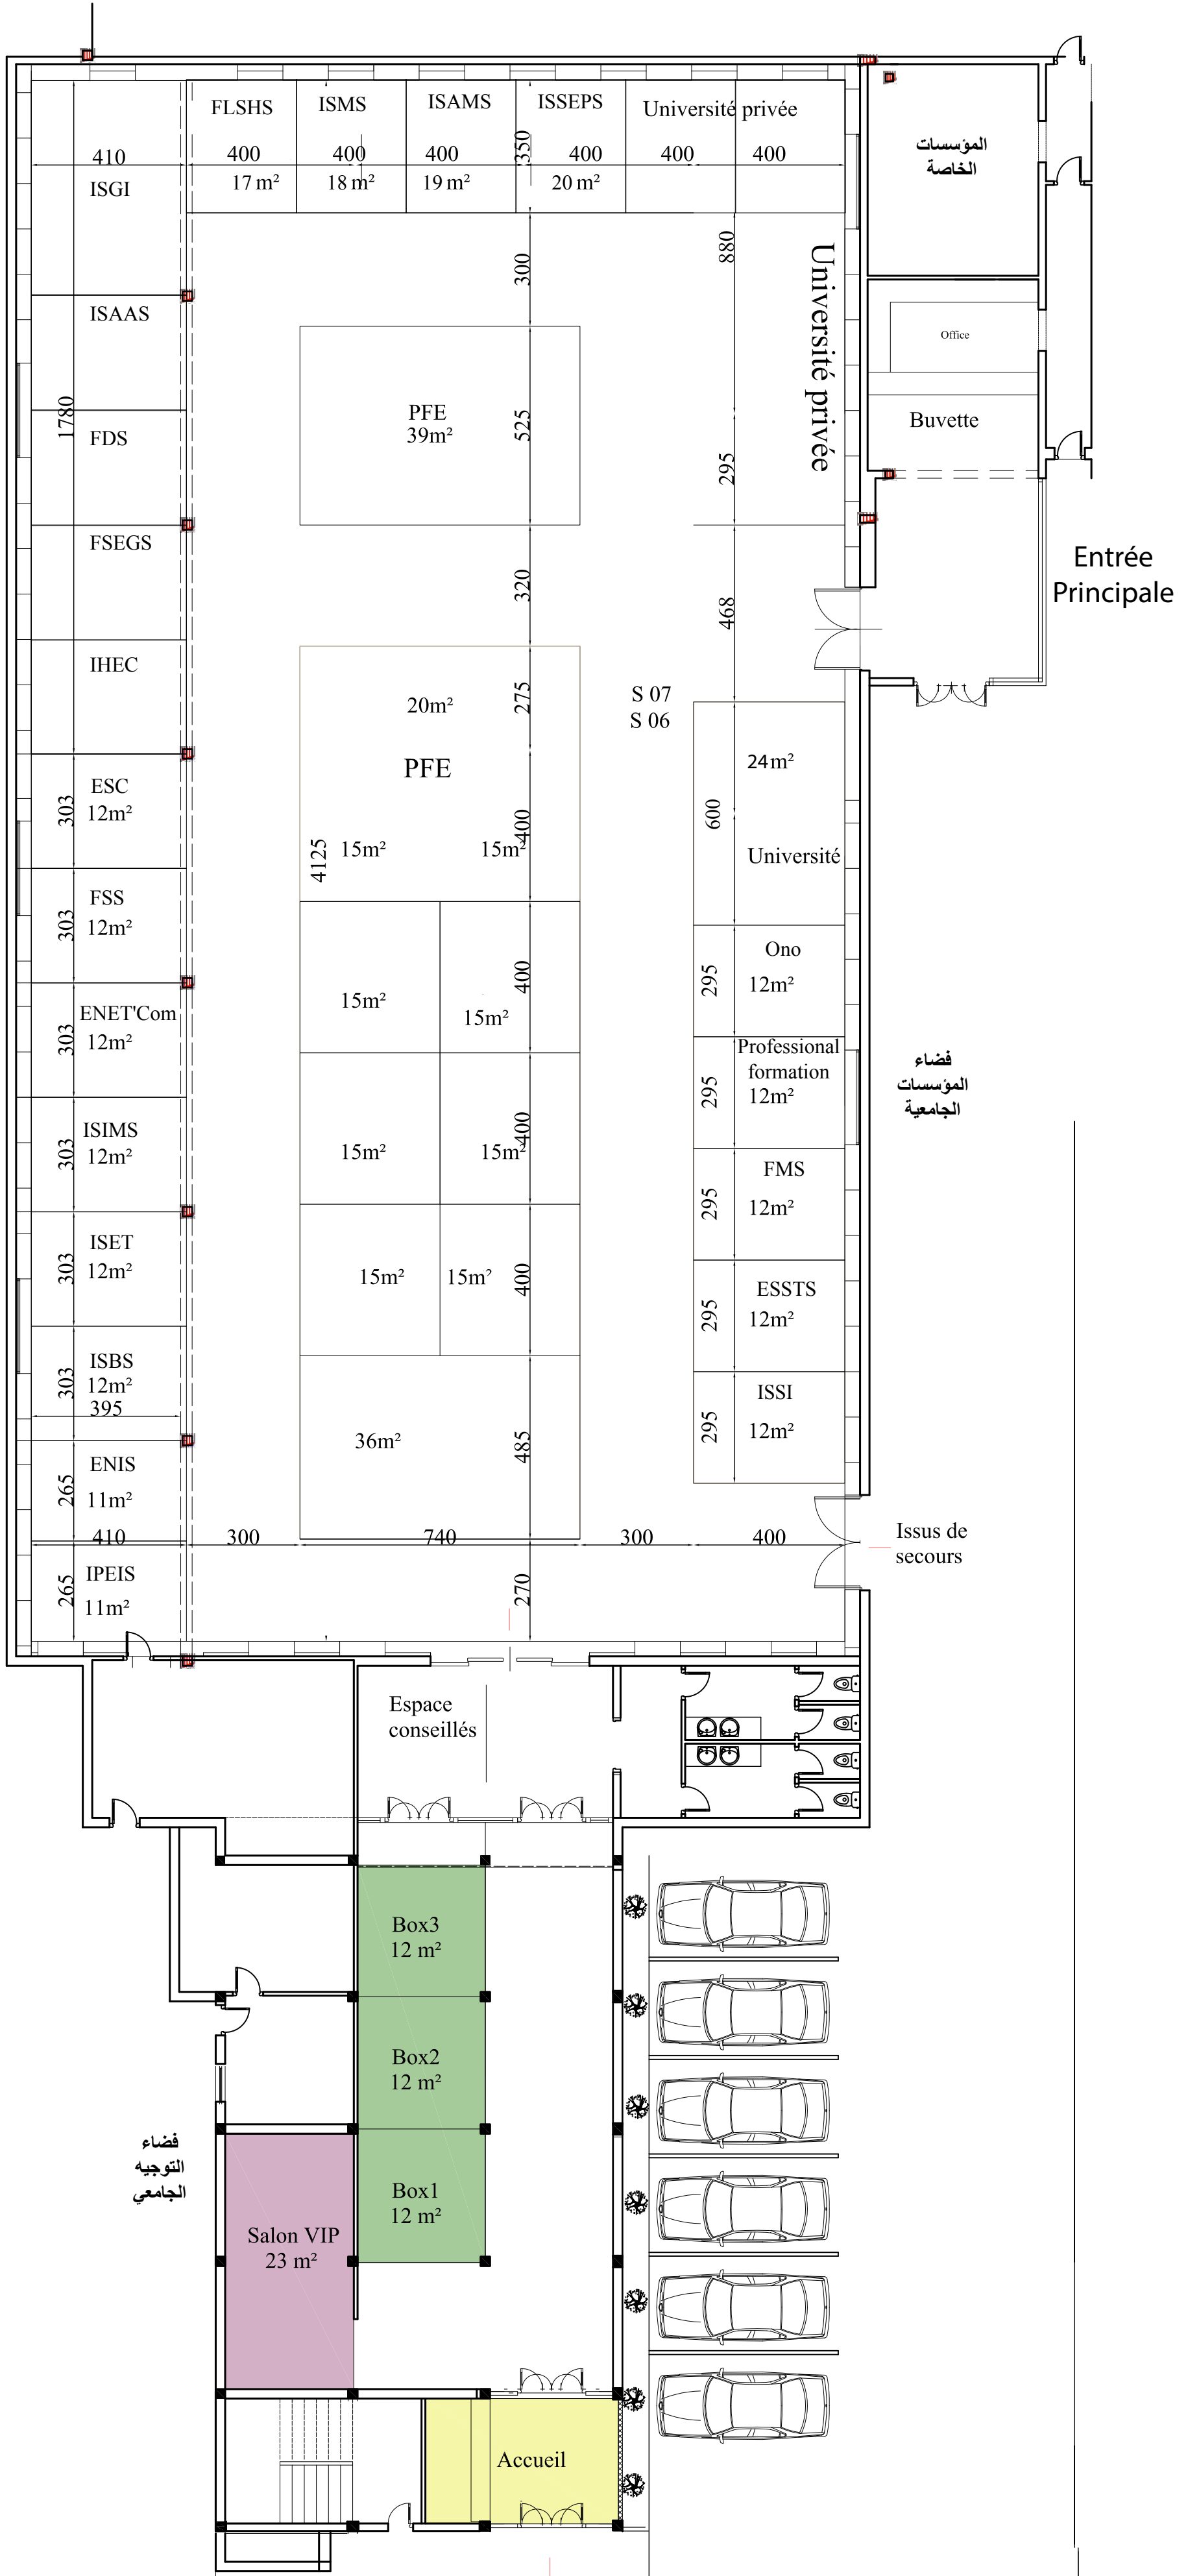 FLSHS
ISMS
ISAMS
ISSEPS
Université privée
410
400
400
400
350
400
400
400
17 m²
18 m²
19 m²
20 m²
المؤسسات
الخاصة
ISGI
ISAAS
1780
FDS
FSEGS
IHEC
300
880
Université privée
PFE
39m²
525
295
Office
Buvette
Entrée
Principale
320
468
20m²
275
PFE
S 07
S 06
4125
15m²
15m²
400
24m²
600
Université
ESC
12m²
303
FSS
12m²
303
ENET'Com
12m²
303
ISIMS
12m²
303
ISET
12m²
303
ISBS
12m²
303
395
ENIS
11m²
265
410
IPEIS
11m²
265
15m²
15m²
400
15m²
15m²
400
15m²
15m²
400
36m²
485
300
740
300
400
270
Ono
12m²
295
Professional
formation
12m²
295
FMS
12m²
295
ESSTS
12m²
295
ISSI
12m²
295
فضاء
المؤسسات
الجامعية
Issus de
secours
Espace
conseillés
Box3
12 m²
Box2
12 m²
Box1
12 m²
فضاء
التوجيه
الجامعي
Salon VIP
23 m²
Accueil